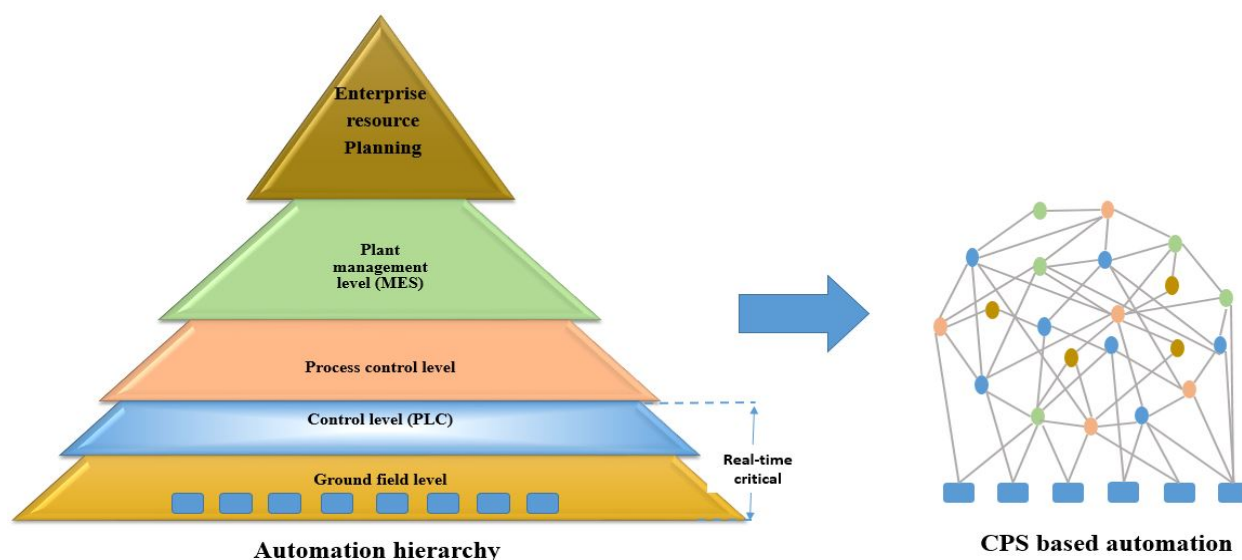 Enterprise
resource
Planning
Plant
management
level (MES)
Process control level
Control level (PLC)
Real-time
critical
Ground field level
Automation hierarchy
CPS based automation